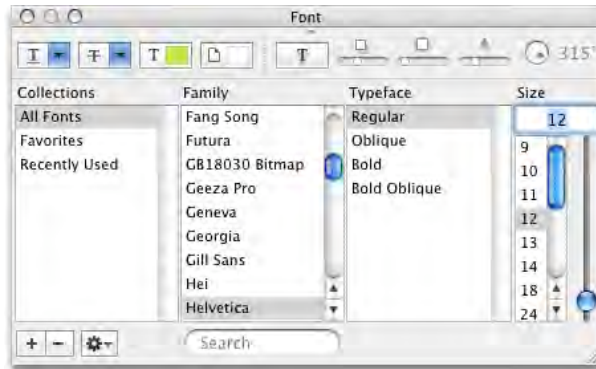 Font
T T T T 315°
Collections Family Typeface Size
All Fonts Fang Song Regular 12
Favorites Futura Oblique 9
Recently Used GB18030 Bitmap Bold 10
Geeza Pro Bold Oblique 11
Geneva 12
Georgia 13
Gill Sans 14
Hei 18
Helvetica 24
Search